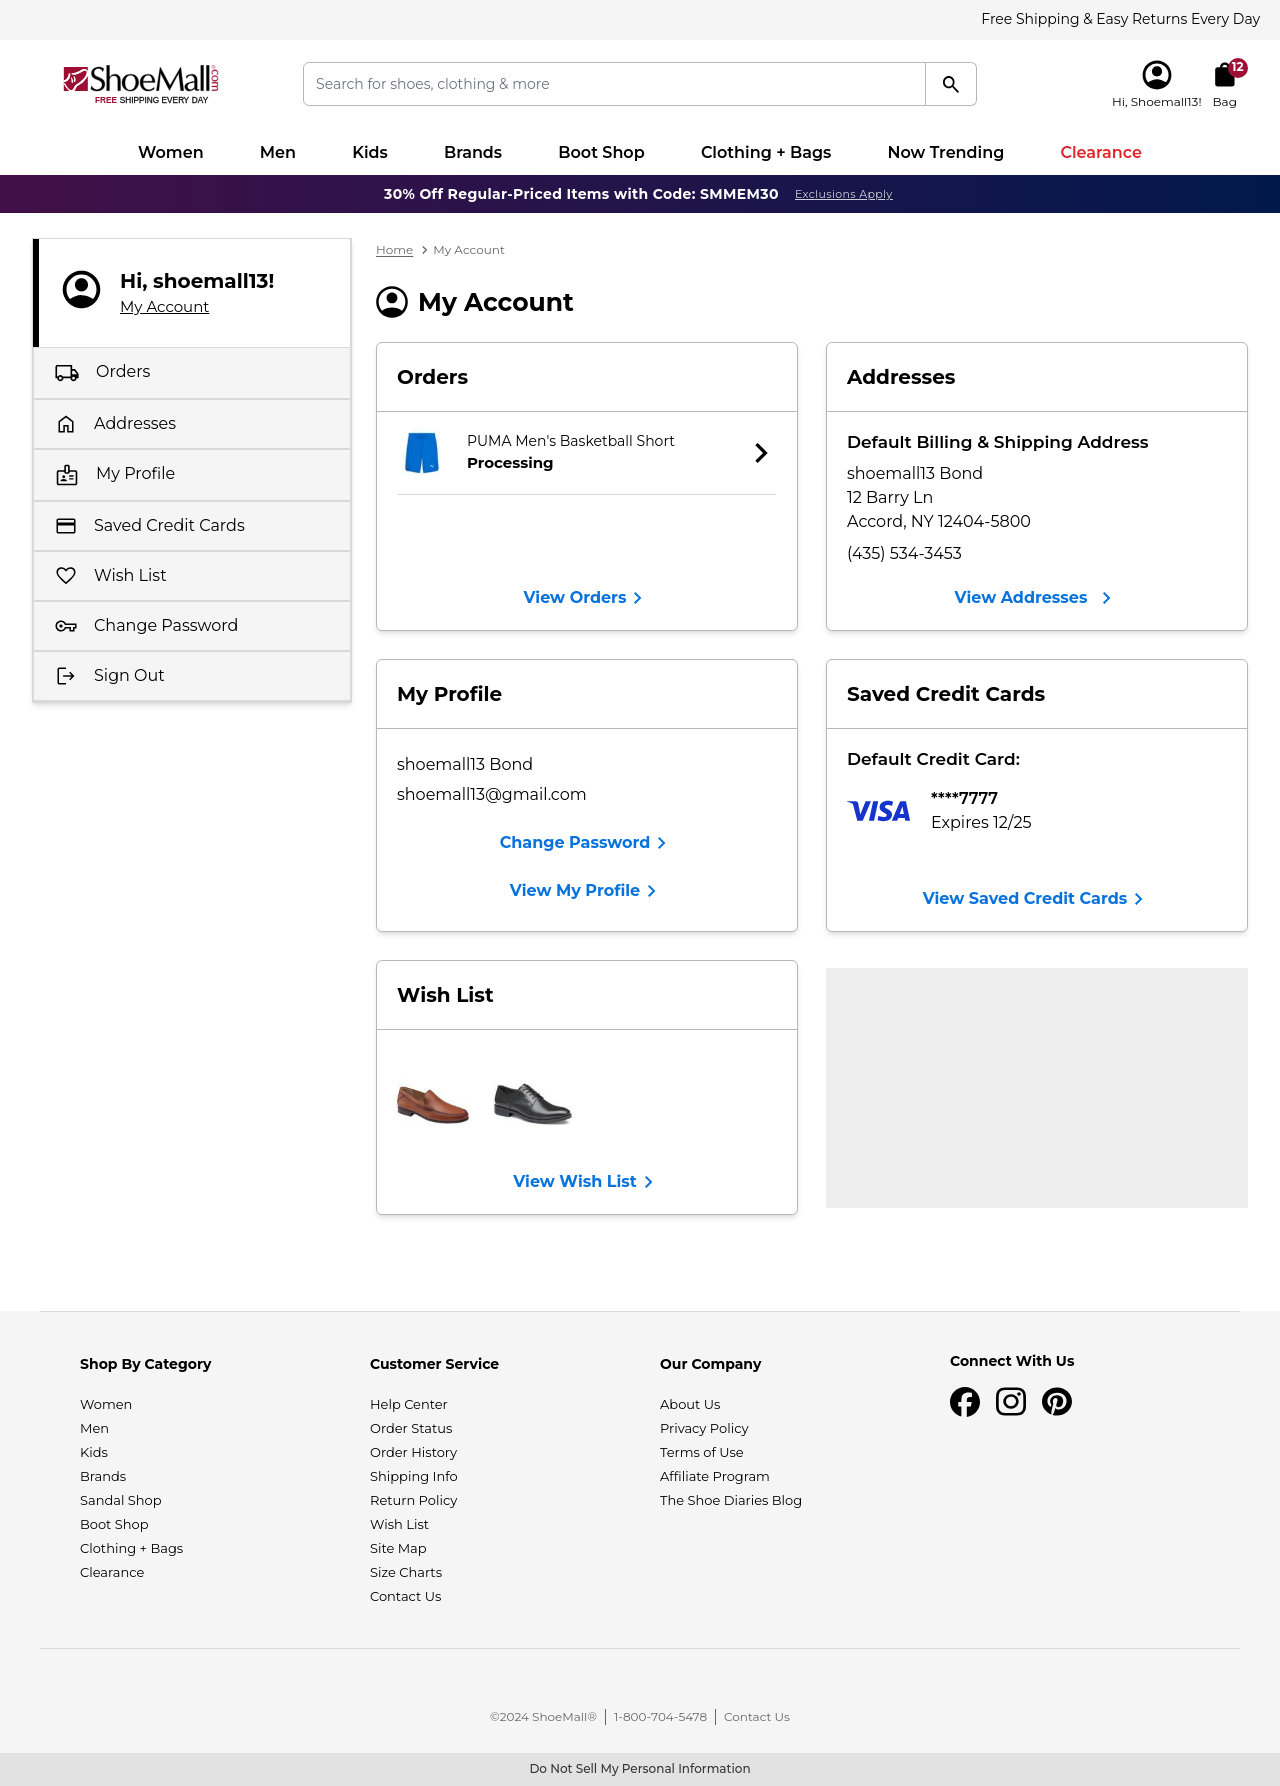 Free Shipping & Easy Returns Every Day
ShoeMall.com
FREE SHIPPING EVERY DAY
Search for shoes, clothing & more
12
Hi, Shoemall13!
Bag
Women
Men
Kids
Brands
Boot Shop
Clothing + Bags
Now Trending
Clearance
30% Off Regular-Priced Items with Code: SMMEM30 Exclusions Apply
Hi, shoemall13!
My Account
Orders
Addresses
My Profile
Saved Credit Cards
Wish List
Change Password
Sign Out
Home > My Account
My Account
Orders
PUMA Men's Basketball Short
Processing
View Orders
Addresses
Default Billing & Shipping Address
shoemall13 Bond
12 Barry Ln
Accord, NY 12404-5800
(435) 534-3453
View Addresses
My Profile
shoemall13 Bond
shoemall13@gmail.com
Change Password
View My Profile
Saved Credit Cards
Default Credit Card:
VISA
****7777
Expires 12/25
View Saved Credit Cards
Wish List
View Wish List
Shop By Category
Women
Men
Kids
Brands
Sandal Shop
Boot Shop
Clothing + Bags
Clearance
Customer Service
Help Center
Order Status
Order History
Shipping Info
Return Policy
Wish List
Site Map
Size Charts
Contact Us
Our Company
About Us
Privacy Policy
Terms of Use
Affiliate Program
The Shoe Diaries Blog
Connect With Us
©2024 ShoeMall® | 1-800-704-5478 | Contact Us
Do Not Sell My Personal Information